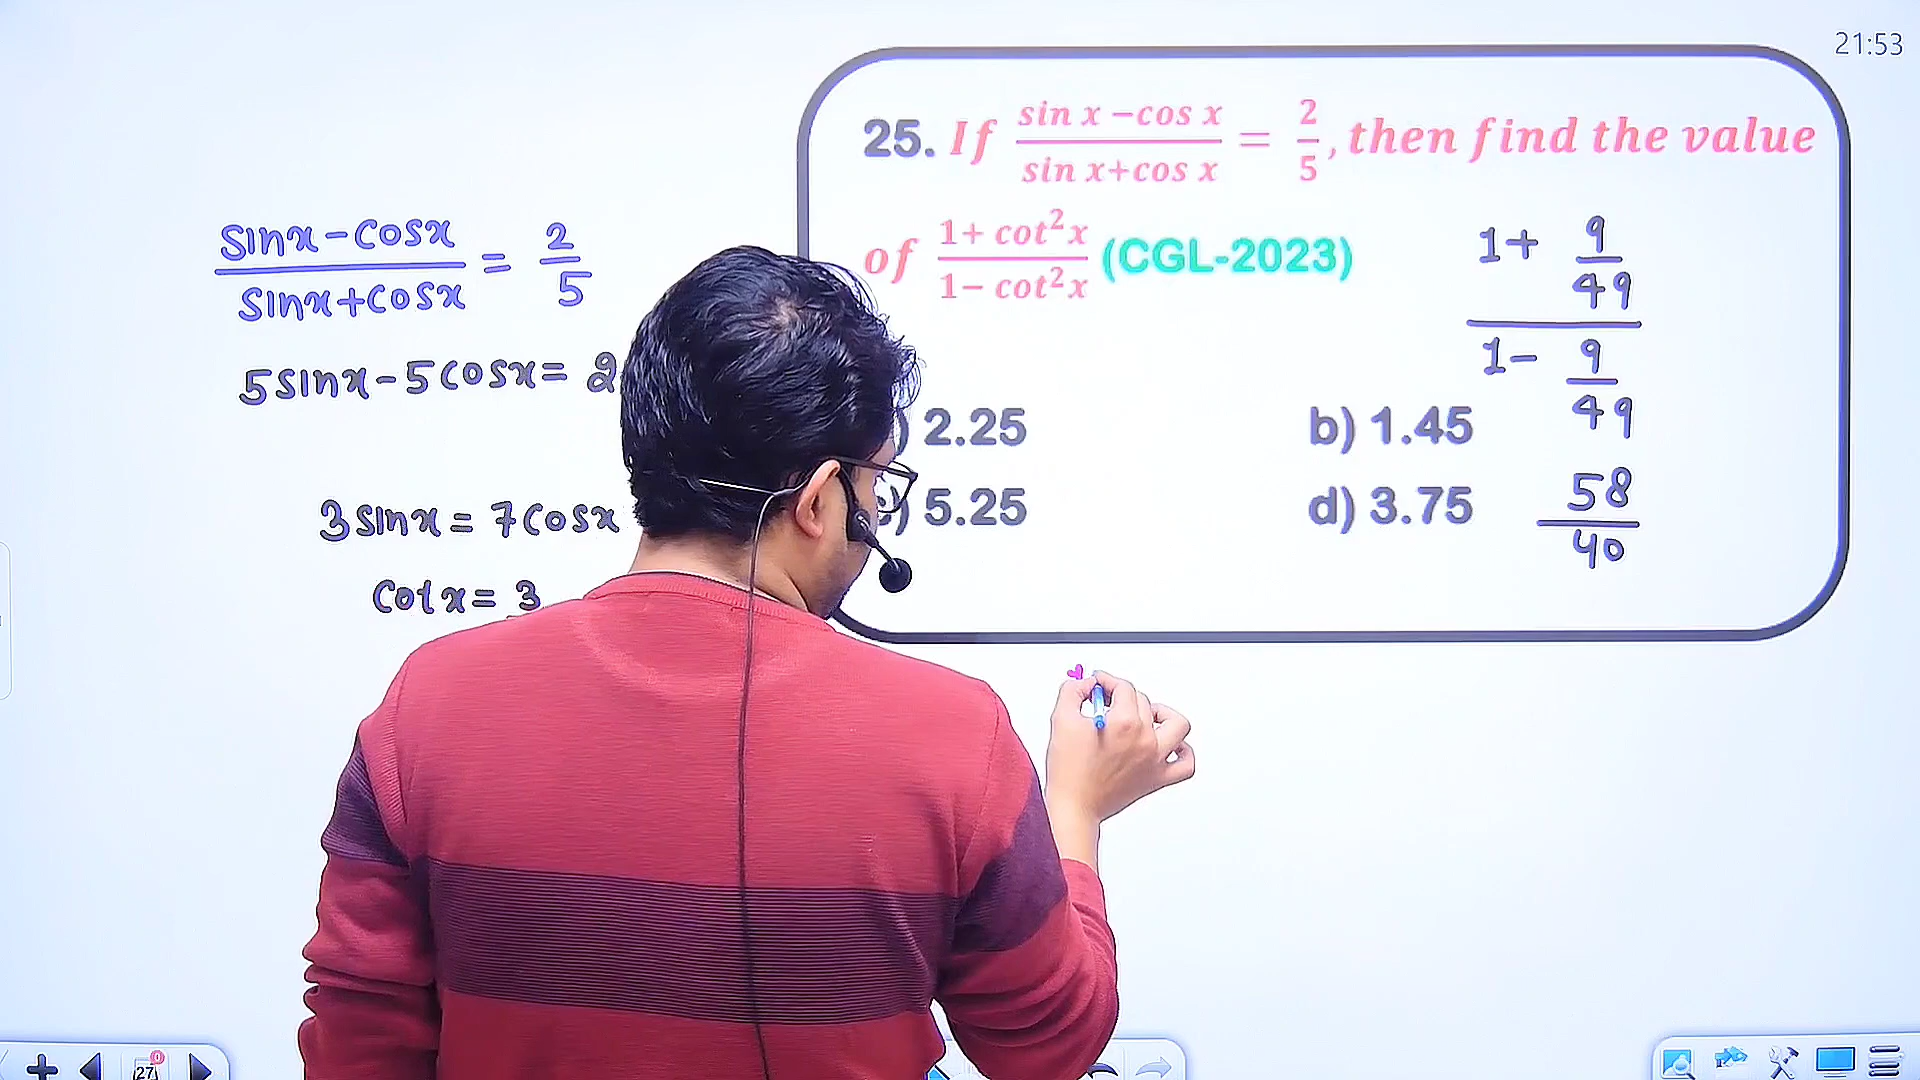 21:53
25. If sin x −cos x / sin x+cos x = 2/5, then find the value
of 1+ cot²x / 1− cot²x (CGL-2023)
) 2.25
b) 1.45
) 5.25
d) 3.75
sinx-cosx / sinx+cosx = 2/5
5sinx-5cosx= 2
3sinx= 7cosx
cotx= 3
1+ 9/49
1- 9/49
58/40
27
0